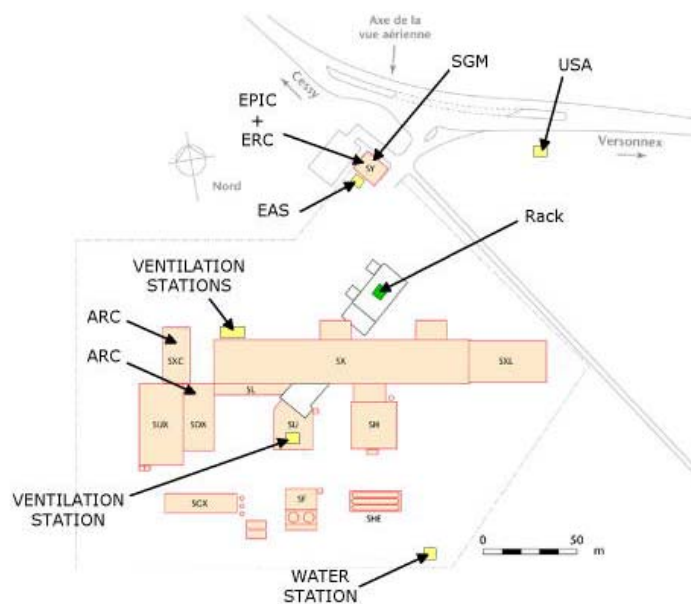 Axe de la
vue aérienne
SGM
USA
Cessy
EPIC
+
ERC
Versonnex
SY
Nord
EAS
Rack
VENTILATION
STATIONS
ARC
ARC
SXC
SX
SXL
SL
SUX
SDX
SU
SH
VENTILATION
STATION
SGX
SF
SHE
0
50
m
WATER
STATION